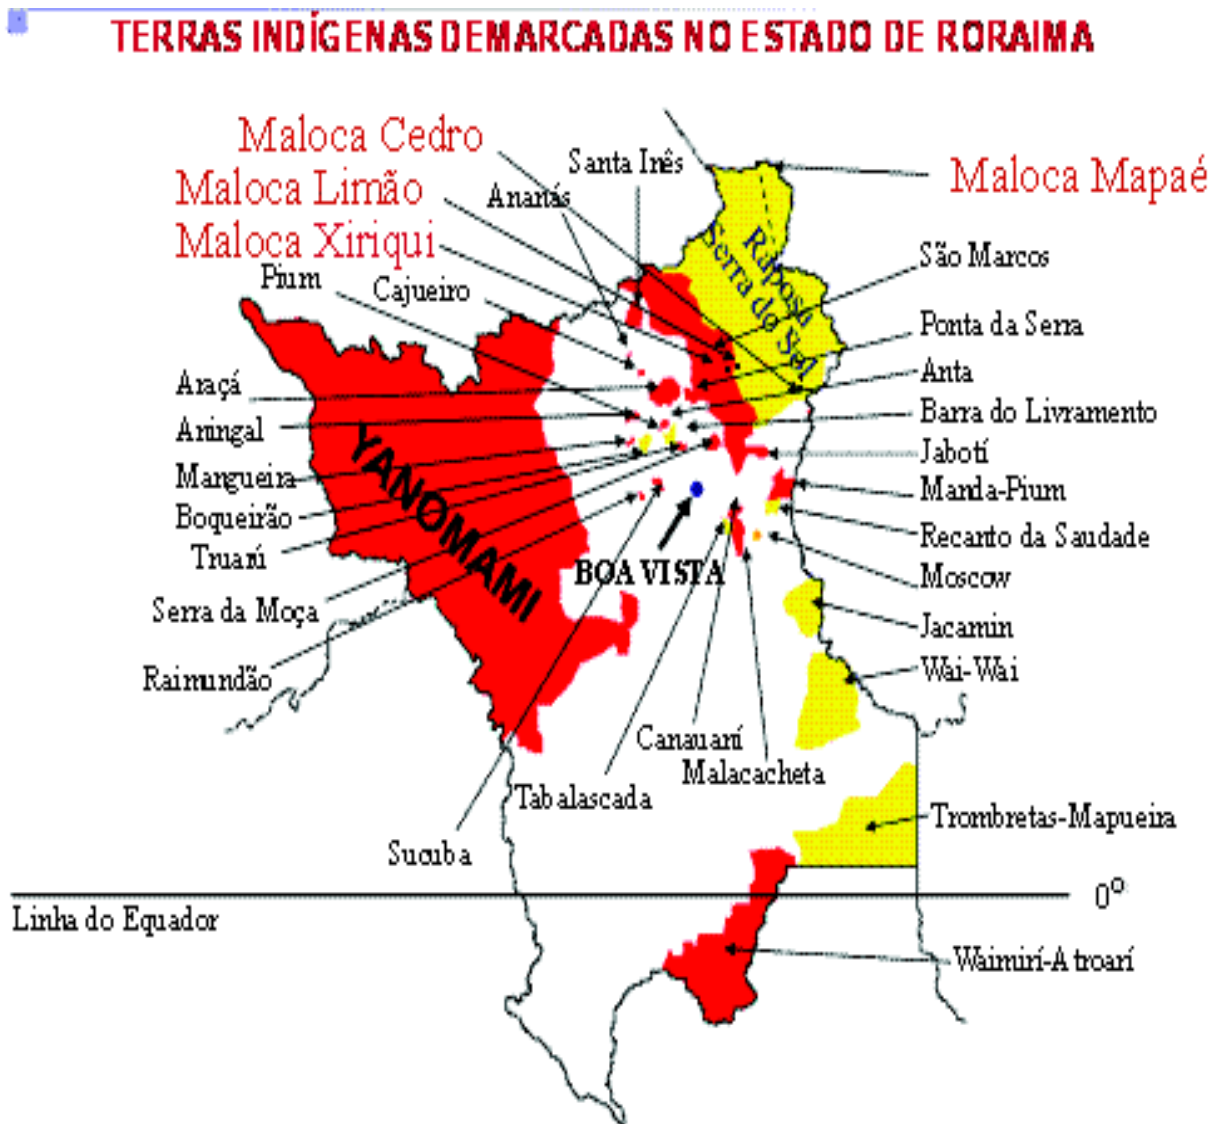 TERRAS INDÍGENAS DEMARCADAS NO ESTADO DE RORAIMA
Maloca Cedro
Santa Inês
Maloca Mapaé
Maloca Limão
Ananás
Maloca Xiriqui
Raposa
Serra do Sol
São Marcos
Pium
Cajueiro
Ponta da Serra
Araçá
Anta
Aningal
Barra do Livramento
Jabotí
Mangueira
Manda-Pium
Boqueirão
YANOMAMI
Recanto da Saudade
Truarú
BOA VISTA
Moscow
Serra da Moça
Jacamin
Raimundão
Wai-Wai
Canauaní
Malacacheta
Tabalascada
Trombretas-Mapueira
Sucuba
0º
Linha do Equador
Waimirí-Atroarí